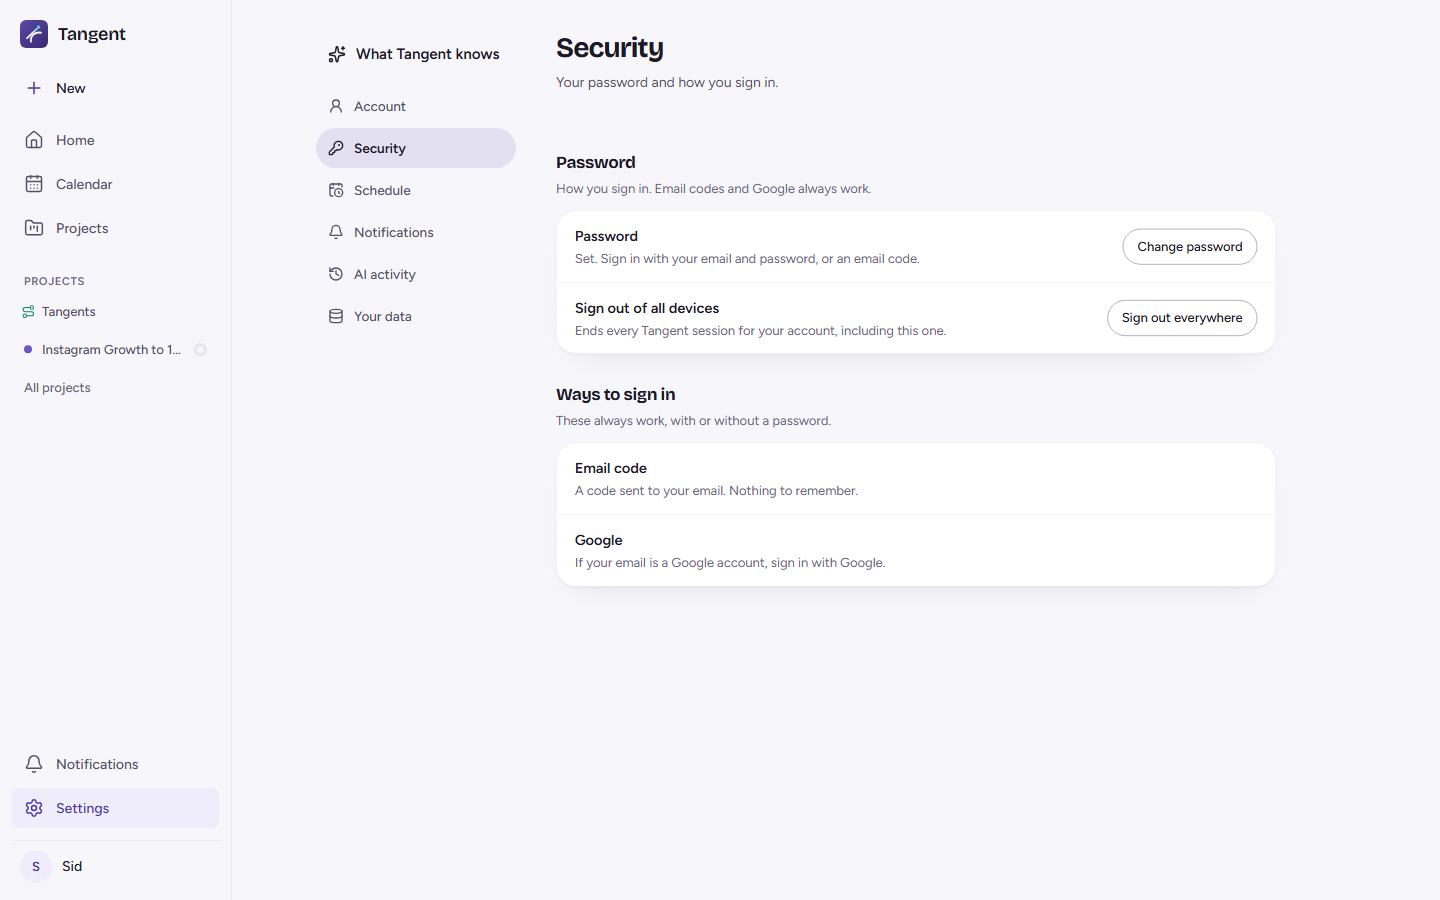 Tangent
New
Home
Calendar
Projects
PROJECTS
Tangents
Instagram Growth to 1...
All projects
Notifications
Settings
S
Sid
What Tangent knows
Account
Security
Schedule
Notifications
AI activity
Your data
Security
Your password and how you sign in.
Password
How you sign in. Email codes and Google always work.
Password
Set. Sign in with your email and password, or an email code.
Change password
Sign out of all devices
Ends every Tangent session for your account, including this one.
Sign out everywhere
Ways to sign in
These always work, with or without a password.
Email code
A code sent to your email. Nothing to remember.
Google
If your email is a Google account, sign in with Google.